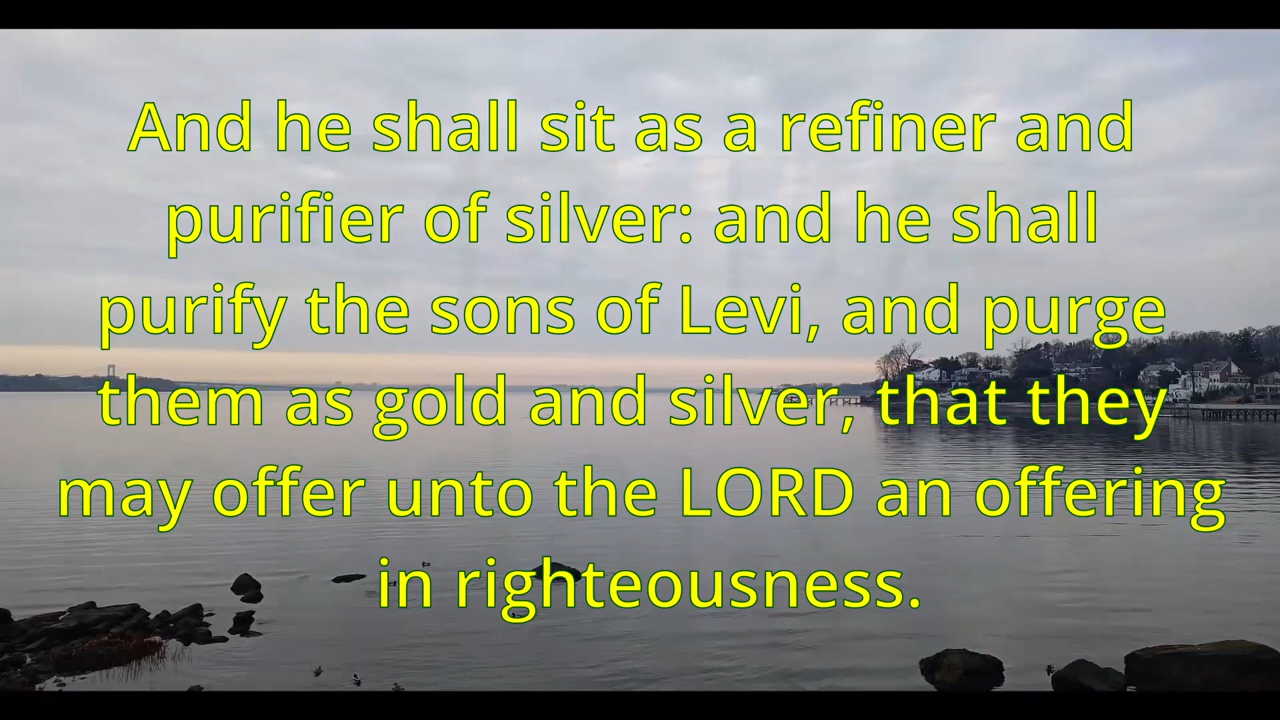 And he shall sit as a refiner and
purifier of silver: and he shall
purify the sons of Levi, and purge
them as gold and silver, that they
may offer unto the LORD an offering
in righteousness.